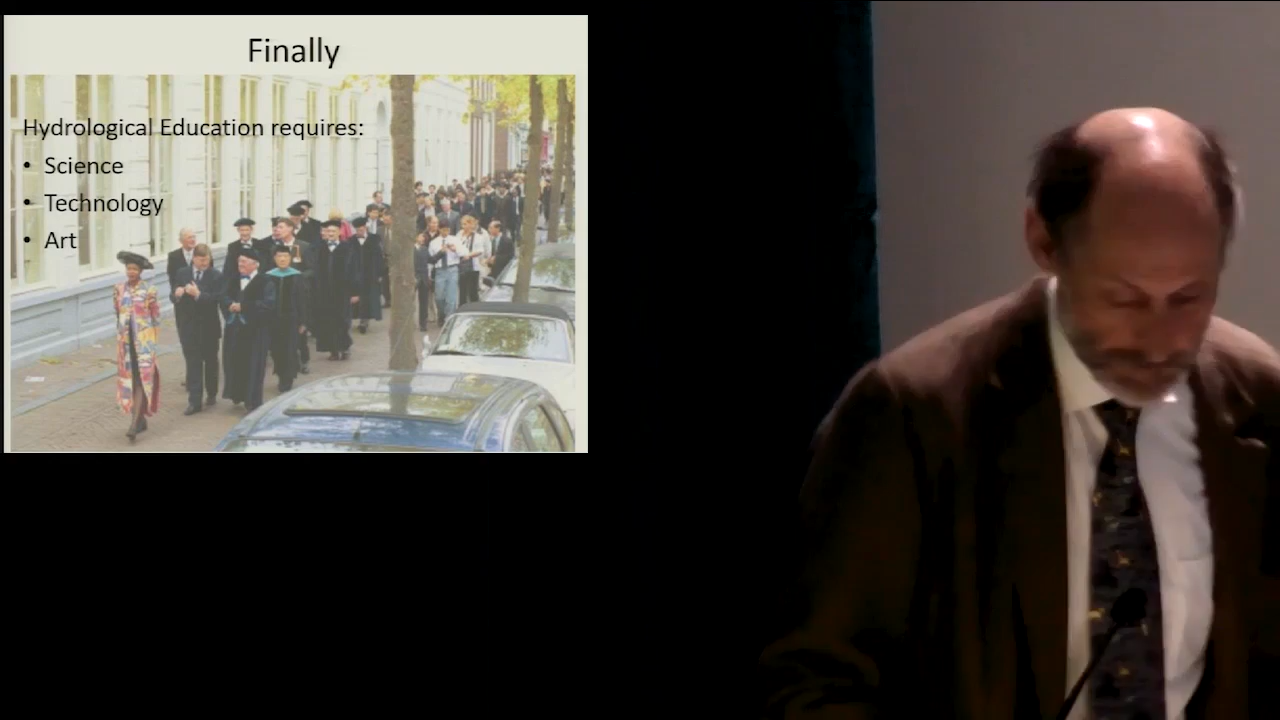 Finally
Hydrological Education requires:
• Science
• Technology
• Art